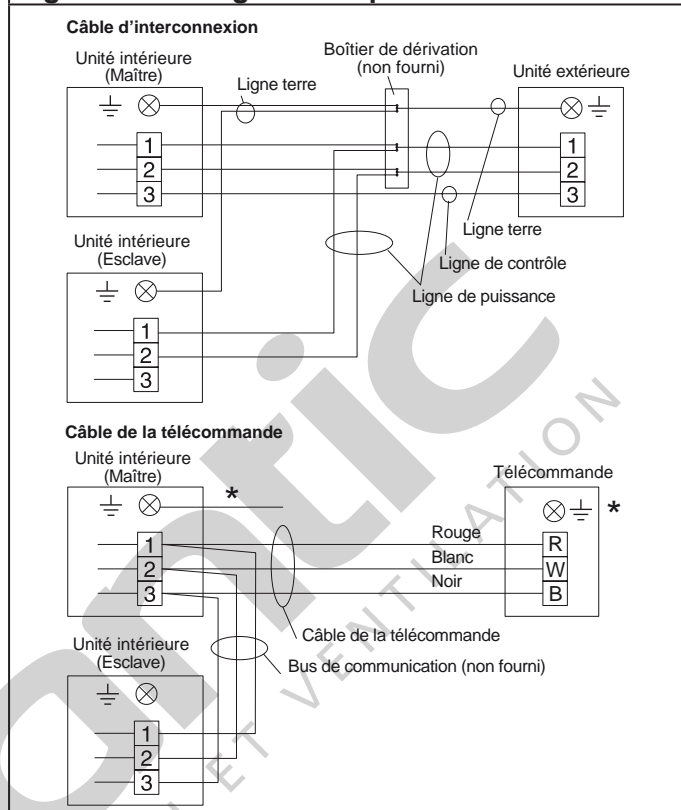 Câble d'interconnexion
Unité intérieure
(Maître)
Ligne terre
Boîtier de dérivation
(non fourni)
Unité extérieure
1
2
3
1
2
3
Ligne terre
Ligne de contrôle
Ligne de puissance
Unité intérieure
(Esclave)
1
2
3
Câble de la télécommande
Unité intérieure
(Maître)
*
Télécommande
*
1
2
3
Rouge
Blanc
Noir
R
W
B
Câble de la télécommande
Bus de communication (non fourni)
Unité intérieure
(Esclave)
1
2
3
antic
ET VENTILATION